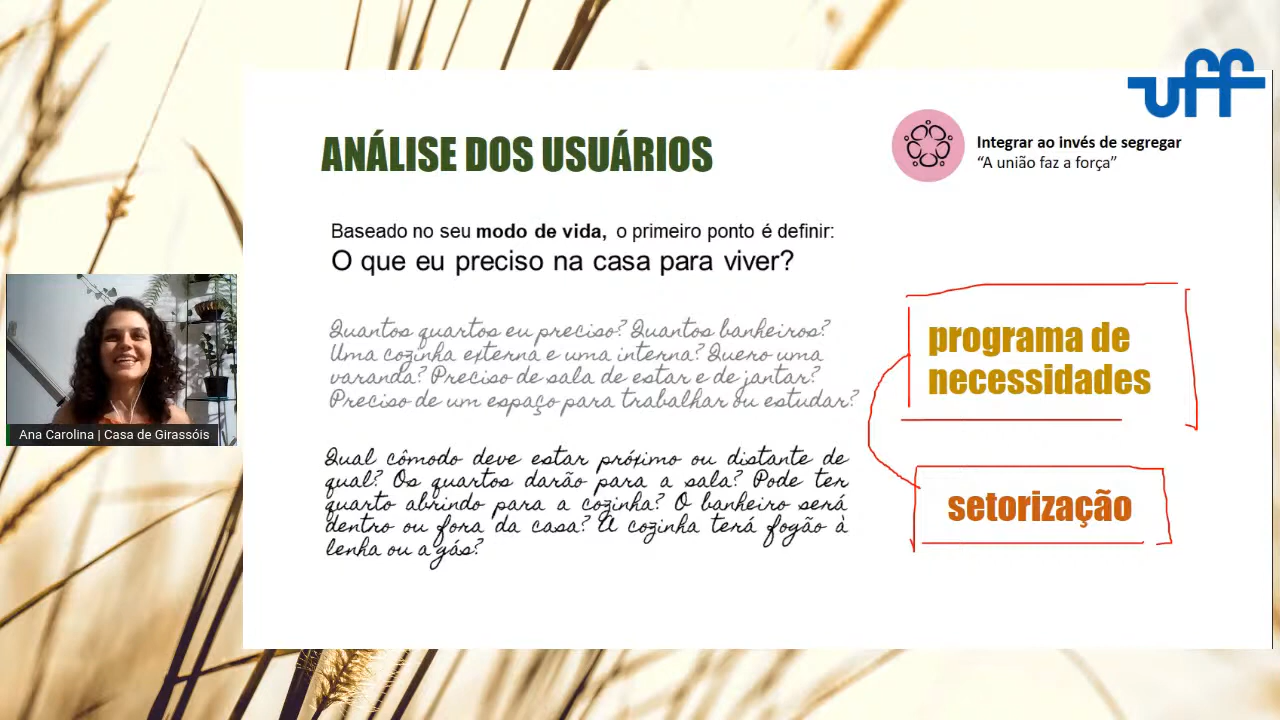 uff
ANÁLISE DOS USUÁRIOS
Integrar ao invés de segregar
“A união faz a força”
Baseado no seu modo de vida, o primeiro ponto é definir:
O que eu preciso na casa para viver?
Quantos quartos eu preciso? Quantos banheiros?
Uma cozinha externa e uma interna? Quero uma
varanda? Preciso de sala de estar e de jantar?
Preciso de um espaço para trabalhar ou estudar?
programa de
necessidades
Qual cômodo deve estar próximo ou distante de
qual? Os quartos darão para a sala? Pode ter
quarto abrindo para a cozinha? O banheiro será
dentro ou fora da casa? A cozinha terá fogão à
lenha ou a gás?
setorização
Ana Carolina | Casa de Girassóis